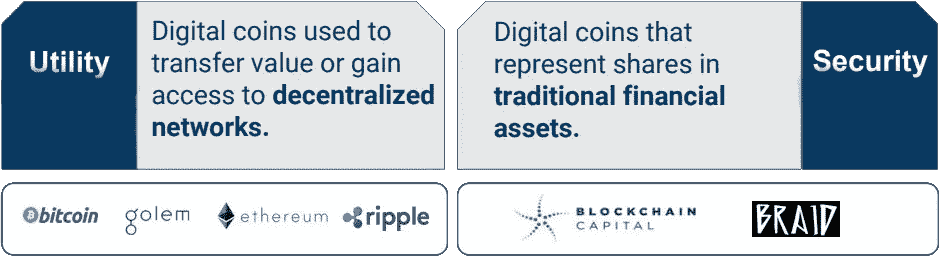 Utility
Digital coins used to
transfer value or gain
access to decentralized
networks.
Digital coins that
represent shares in
traditional financial
assets.
Security
bitcoin
golem
ethereum
ripple
BLOCKCHAIN
CAPITAL
BRAID